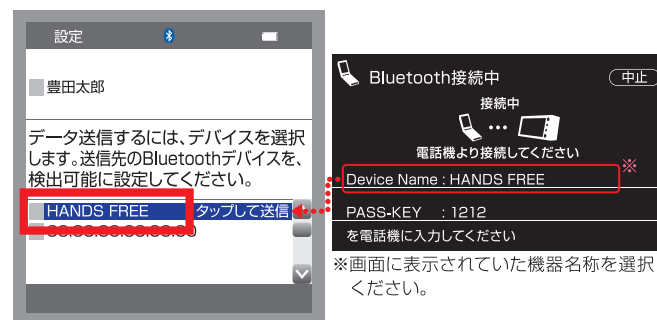 設定
豊田太郎
データ送信するには、デバイスを選択
します。送信先のBluetoothデバイスを、
検出可能に設定してください。
HANDS FREE タップして送信
Bluetooth接続中
中止
接続中
電話機より接続してください
※
Device Name : HANDS FREE
PASS-KEY : 1212
を電話機に入力してください
※画面に表示されていた機器名称を選択
ください。